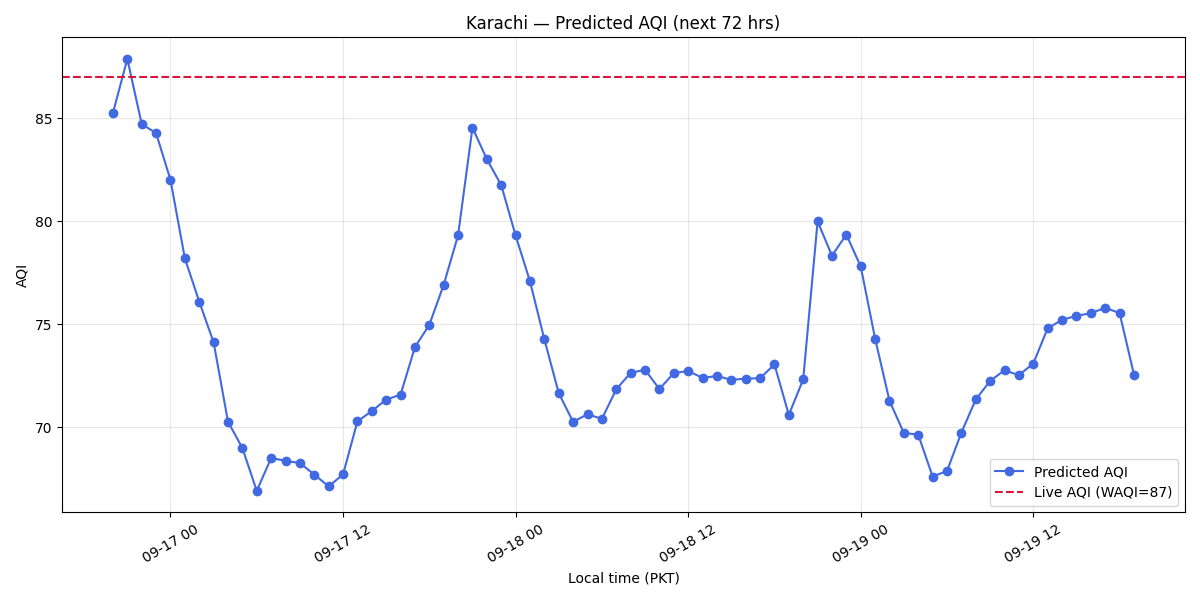 Karachi — Predicted AQI (next 72 hrs)
AQI
85
80
75
70
Predicted AQI
Live AQI (WAQI=87)
09-17 00
09-17 12
09-18 00
09-18 12
09-19 00
09-19 12
Local time (PKT)